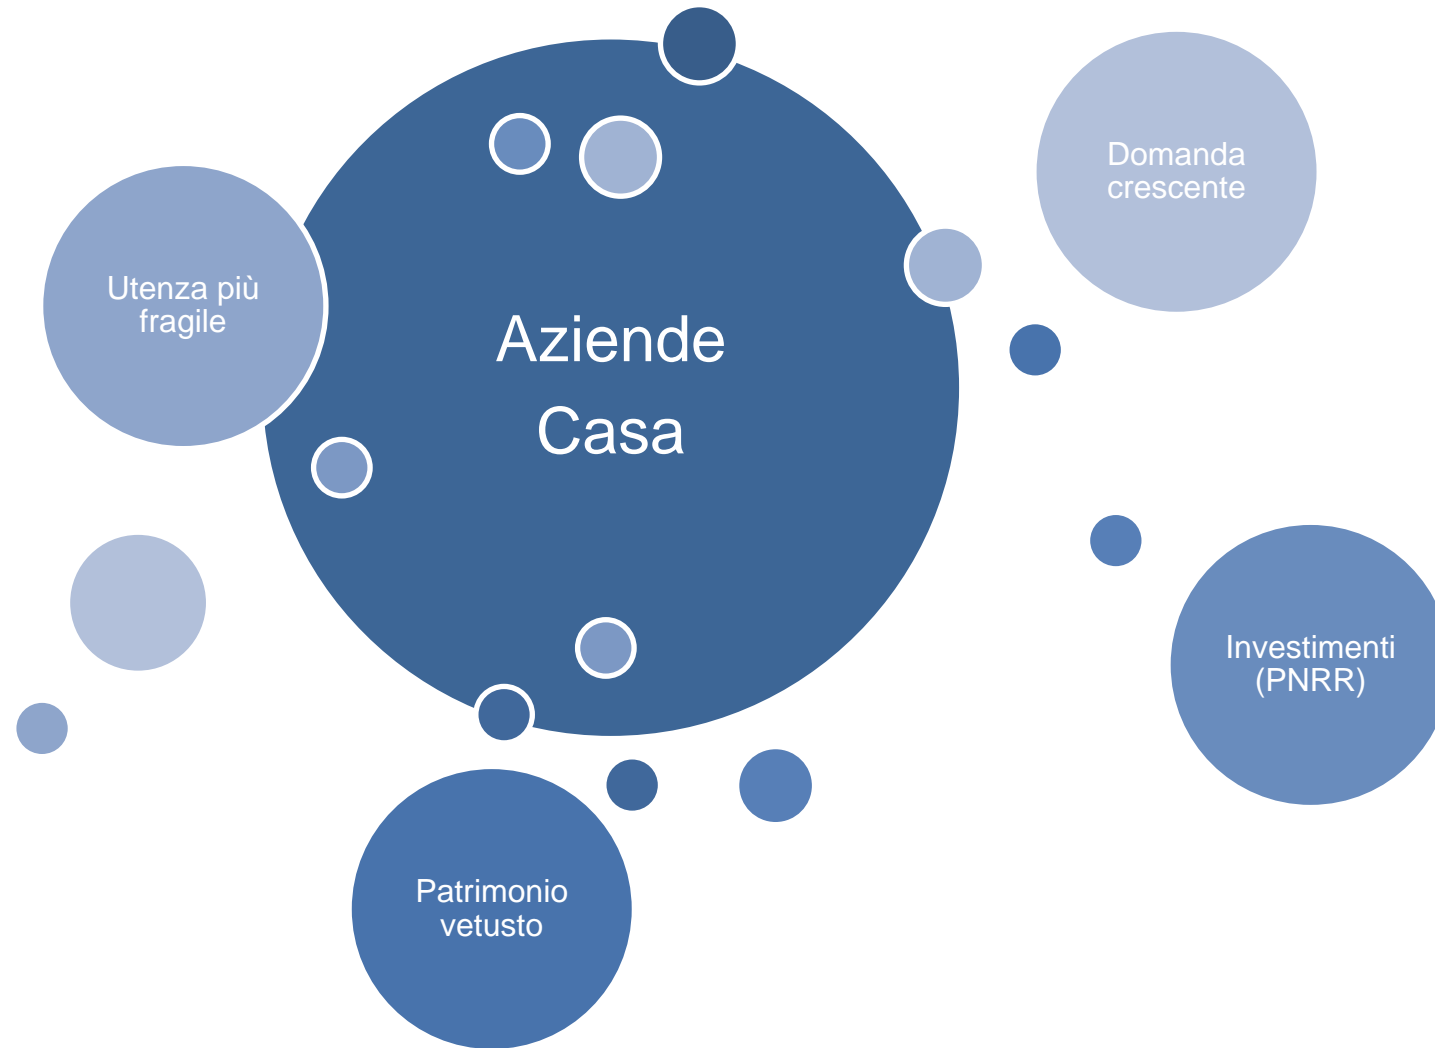 Domanda
crescente
Utenza più
fragile
Aziende
Casa
Investimenti
(PNRR)
Patrimonio
vetusto